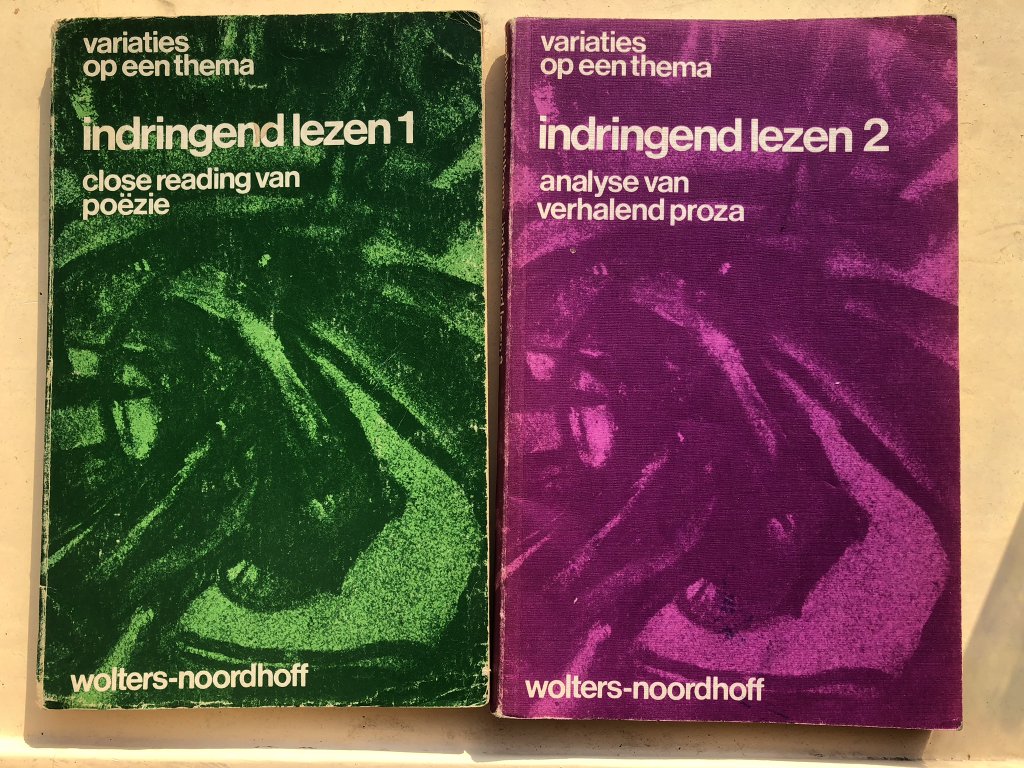 variaties
op een thema
indringend lezen 1
close reading van
poëzie
wolters-noordhoff
variaties
op een thema
indringend lezen 2
analyse van
verhalend proza
wolters-noordhoff